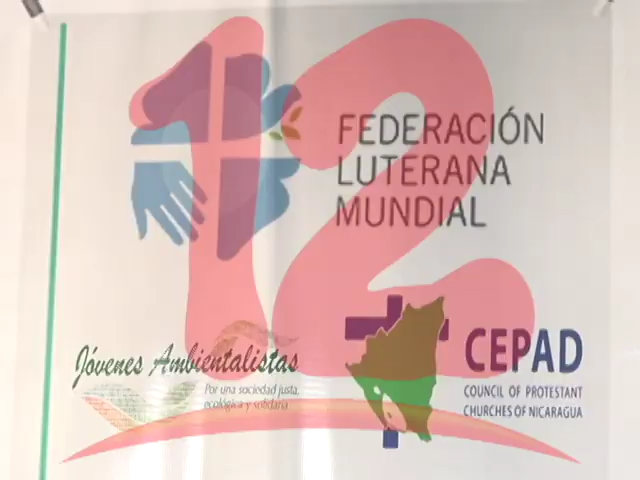 12
FEDERACIÓN
LUTERANA
MUNDIAL
Jóvenes Ambientalistas
Por una sociedad justa,
ecológica y solidaria
CEPAD
COUNCIL OF PROTESTANT
CHURCHES OF NICARAGUA